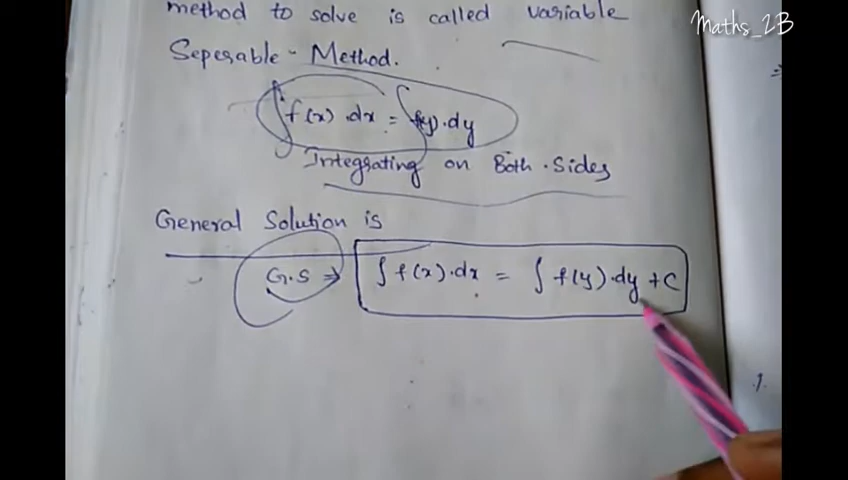 Maths_2B
method to solve is called variable
Seperable - Method.
∫f(x).dx = ∫f(y).dy
Integrating on Both.Sides
General Solution is
G.S ⇒ ∫f(x).dx = ∫f(y).dy +C
1.